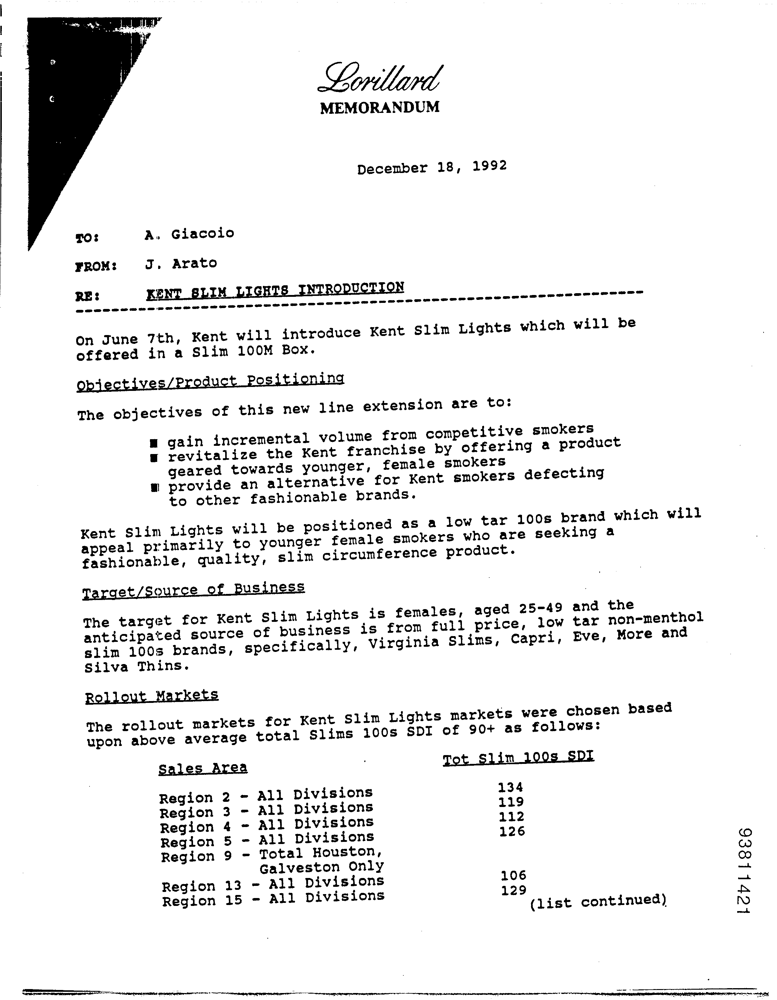 Lorillard
MEMORANDUM
December 18, 1992
TO: A. Giacoio
FROM: J. Arato
RE: KENT SLIM LIGHTS INTRODUCTION
On June 7th, Kent will introduce Kent Slim Lights which will be
offered in a Slim 100M Box.
Objectives/Product Positioning
The objectives of this new line extension are to:
■ gain incremental volume from competitive smokers
■ revitalize the Kent franchise by offering a product
geared towards younger, female smokers
■ provide an alternative for Kent smokers defecting
to other fashionable brands.
Kent Slim Lights will be positioned as a low tar 100s brand which will
appeal primarily to younger female smokers who are seeking a
fashionable, quality, slim circumference product.
Target/Source of Business
The target for Kent Slim Lights is females, aged 25-49 and the
anticipated source of business is from full price, low tar non-menthol
slim 100s brands, specifically, Virginia Slims, Capri, Eve, More and
Silva Thins.
Rollout Markets
The rollout markets for Kent Slim Lights markets were chosen based
upon above average total Slims 100s SDI of 90+ as follows:
Sales Area Tot Slim 100s SDI
Region 2 - All Divisions 134
Region 3 - All Divisions 119
Region 4 - All Divisions 112
Region 5 - All Divisions 126
Region 9 - Total Houston,
Galveston Only 106
Region 13 - All Divisions 129
Region 15 - All Divisions
(list continued)
93811421